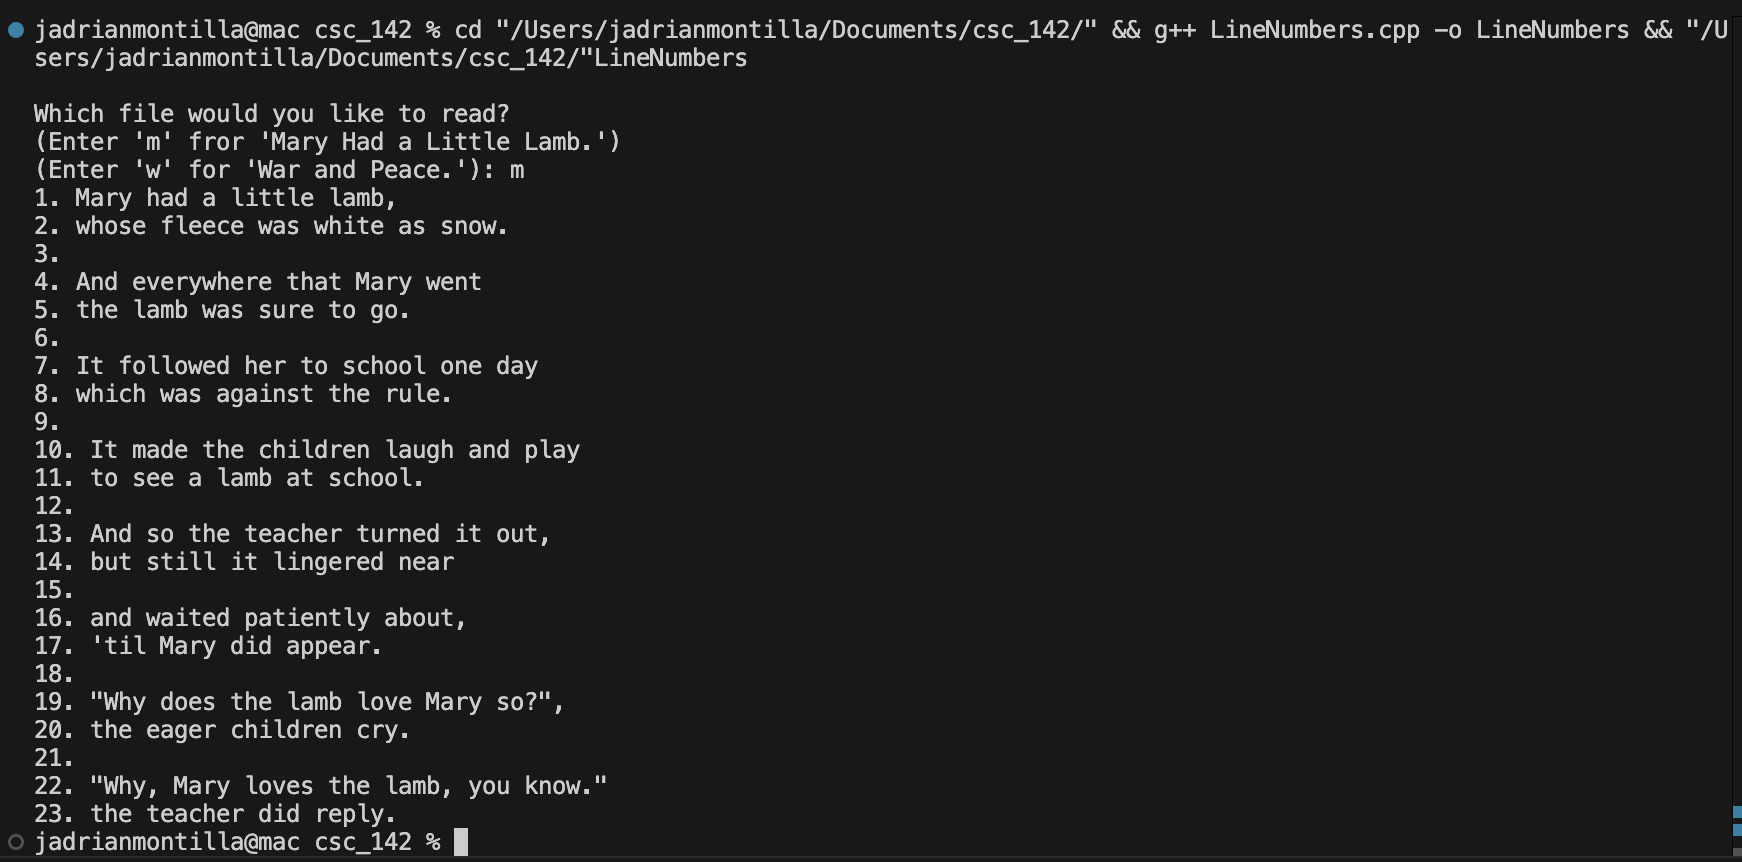 jadrianmontilla@mac csc_142 % cd "/Users/jadrianmontilla/Documents/csc_142/" && g++ LineNumbers.cpp -o LineNumbers && "/U
sers/jadrianmontilla/Documents/csc_142/"LineNumbers
Which file would you like to read?
(Enter 'm' fror 'Mary Had a Little Lamb.')
(Enter 'w' for 'War and Peace.'): m
1. Mary had a little lamb,
2. whose fleece was white as snow.
3.
4. And everywhere that Mary went
5. the lamb was sure to go.
6.
7. It followed her to school one day
8. which was against the rule.
9.
10. It made the children laugh and play
11. to see a lamb at school.
12.
13. And so the teacher turned it out,
14. but still it lingered near
15.
16. and waited patiently about,
17. 'til Mary did appear.
18.
19. "Why does the lamb love Mary so?",
20. the eager children cry.
21.
22. "Why, Mary loves the lamb, you know."
23. the teacher did reply.
jadrianmontilla@mac csc_142 %